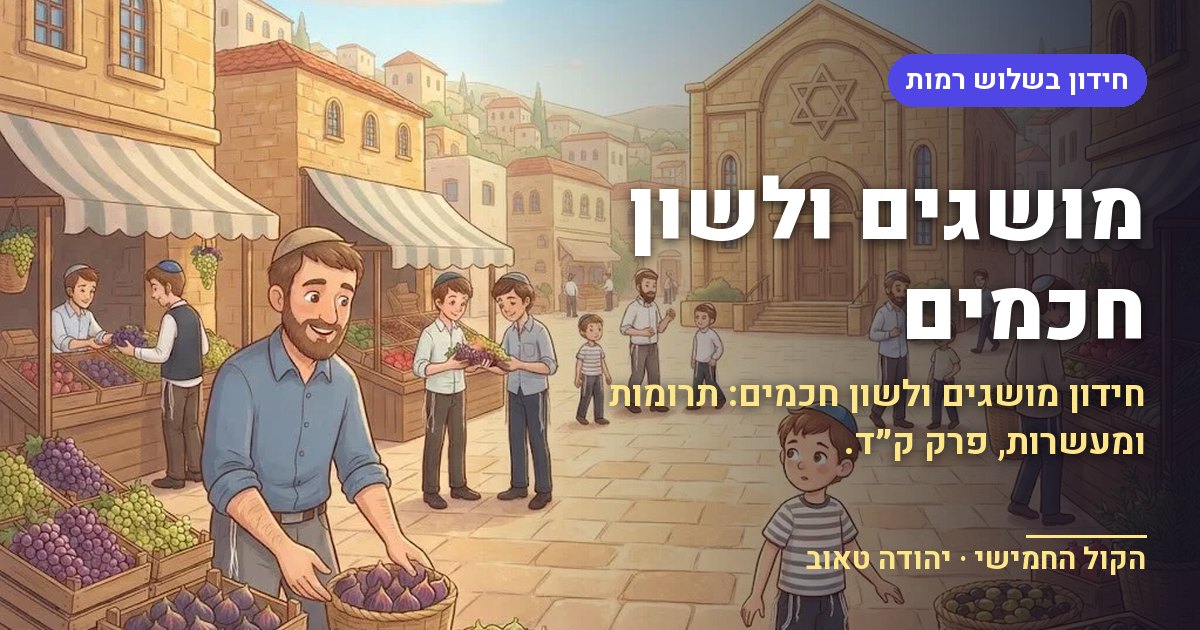 חידון בשלוש רמות
מושגים ולשון
חכמים
חידון מושגים ולשון חכמים: תרומות
ומעשרות, פרק ק״ד.
הקול החמישי · יהודה טאוב